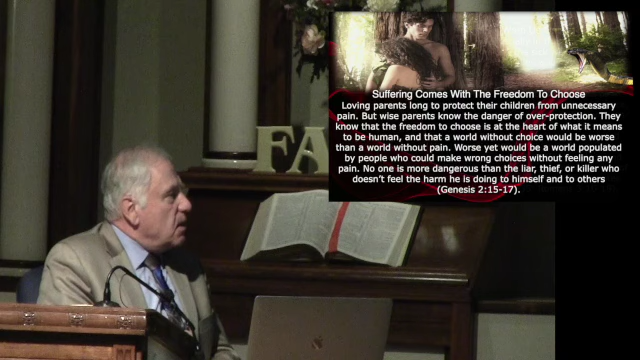 Suffering Comes With The Freedom To Choose
Loving parents long to protect their children from unnecessary
pain. But wise parents know the danger of over-protection. They
know that the freedom to choose is at the heart of what it means
to be human, and that a world without choice would be worse
than a world without pain. Worse yet would be a world populated
by people who could make wrong choices without feeling any
pain. No one is more dangerous than the liar, thief, or killer who
doesn't feel the harm he is doing to himself and to others
(Genesis 2:15-17).
FA